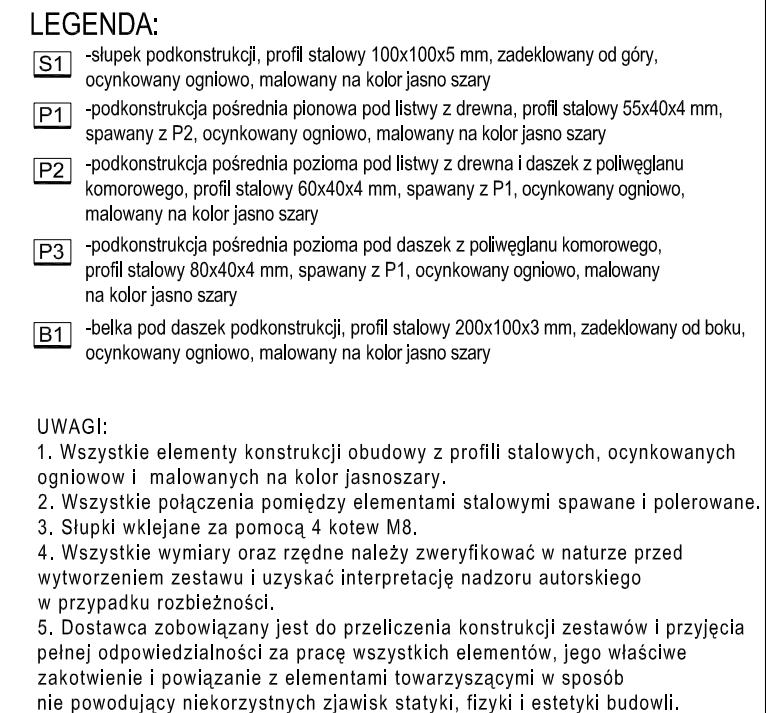 LEGENDA:
S1 -słupek podkonstrukcji, profil stalowy 100x100x5 mm, zadeklowany od góry,
ocynkowany ogniowo, malowany na kolor jasno szary
P1 -podkonstrukcja pośrednia pionowa pod listwy z drewna, profil stalowy 55x40x4 mm,
spawany z P2, ocynkowany ogniowo, malowany na kolor jasno szary
P2 -podkonstrukcja pośrednia pozioma pod listwy z drewna i daszek z poliwęglanu
komorowego, profil stalowy 60x40x4 mm, spawany z P1, ocynkowany ogniowo,
malowany na kolor jasno szary
P3 -podkonstrukcja pośrednia pozioma pod daszek z poliwęglanu komorowego,
profil stalowy 80x40x4 mm, spawany z P1, ocynkowany ogniowo, malowany
na kolor jasno szary
B1 -belka pod daszek podkonstrukcji, profil stalowy 200x100x3 mm, zadeklowany od boku,
ocynkowany ogniowo, malowany na kolor jasno szary
UWAGI:
1. Wszystkie elementy konstrukcji obudowy z profili stalowych, ocynkowanych
ogniowow i malowanych na kolor jasnoszary.
2. Wszystkie połączenia pomiędzy elementami stalowymi spawane i polerowane.
3. Słupki wklejane za pomocą 4 kotew M8.
4. Wszystkie wymiary oraz rzędne należy zweryfikować w naturze przed
wytworzeniem zestawu i uzyskać interpretację nadzoru autorskiego
w przypadku rozbieżności.
5. Dostawca zobowiązany jest do przeliczenia konstrukcji zestawów i przyjęcia
pełnej odpowiedzialności za pracę wszystkich elementów, jego właściwe
zakotwienie i powiązanie z elementami towarzyszącymi w sposób
nie powodujący niekorzystnych zjawisk statyki, fizyki i estetyki budowli.